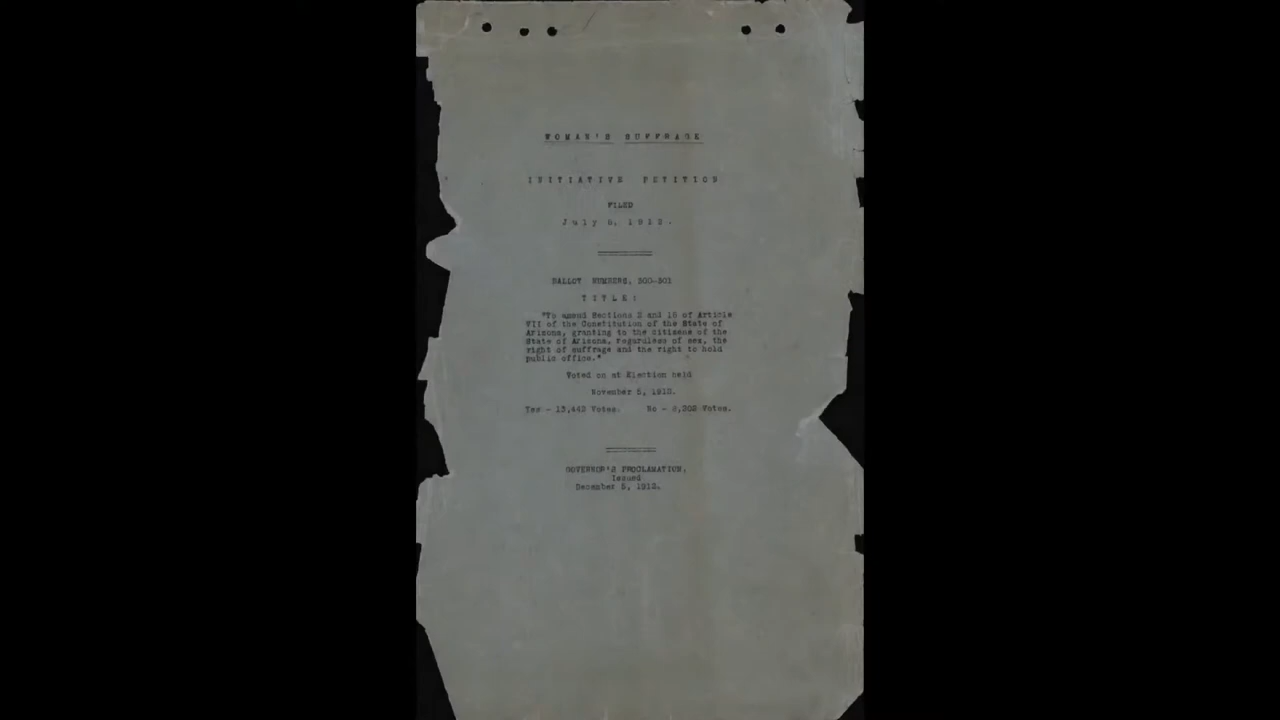 WOMAN'S SUFFRAGE
INITIATIVE PETITION
FILED
July 5, 1912.
BALLOT NUMBERS, 300-301
TITLE:
"To amend Sections 2 and 15 of Article
VII of the Constitution of the State of
Arizona, granting to the citizens of the
State of Arizona, regardless of sex, the
right of suffrage and the right to hold
public office."
Voted on at Election held
November 5, 1912.
Yes - 13,442 Votes. No - 6,202 Votes.
GOVERNOR'S PROCLAMATION.
Issued
December 5, 1912.